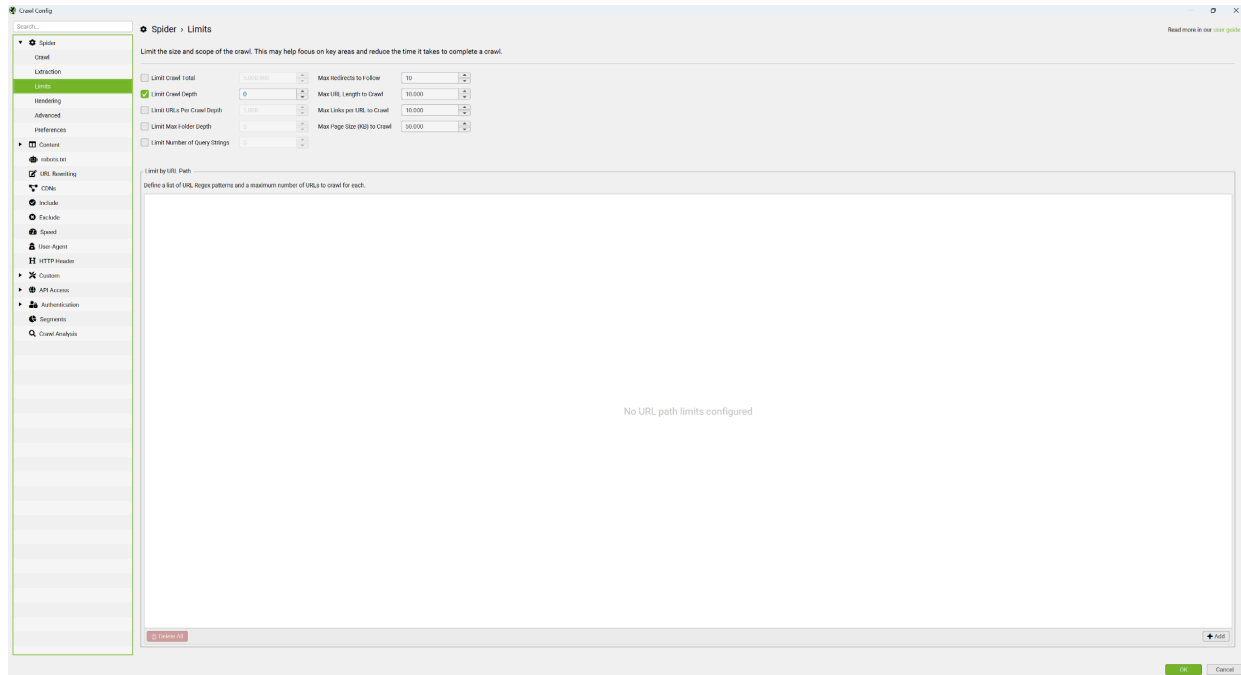 Crawl Config
Search...
Spider
Crawl
Extraction
Limits
Rendering
Advanced
Preferences
Content
robots.txt
URL Rewriting
CDNs
Include
Exclude
Speed
User-Agent
HTTP Header
Custom
API Access
Authentication
Segments
Crawl Analysis
Spider › Limits
Read more in our user guide
Limit the size and scope of the crawl. This may help focus on key areas and reduce the time it takes to complete a crawl.
Limit Crawl Total Max Redirects to Follow 10
Limit Crawl Depth 0 Max URL Length to Crawl 10.000
Limit URLs Per Crawl Depth Max Links per URL to Crawl 10.000
Limit Max Folder Depth Max Page Size (KB) to Crawl 50.000
Limit Number of Query Strings
Limit by URL Path
Define a list of URL Regex patterns and a maximum number of URLs to crawl for each.
No URL path limits configured
Delete All
Add
OK Cancel